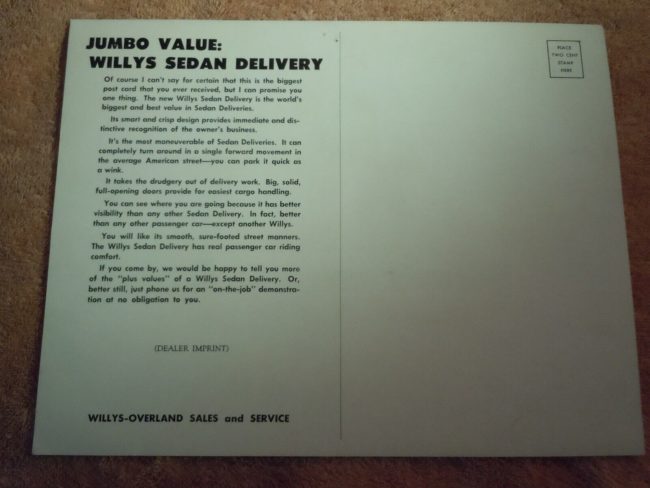 JUMBO VALUE:
WILLYS SEDAN DELIVERY
Of course I can't say for certain that this is the biggest
post card that you ever received, but I can promise you
one thing. The new Willys Sedan Delivery is the world's
biggest and best value in Sedan Deliveries.
Its smart and crisp design provides immediate and dis-
tinctive recognition of the owner's business.
It's the most maneuverable of Sedan Deliveries. It can
completely turn around in a single forward movement in
the average American street—you can park it quick as
a wink.
It takes the drudgery out of delivery work. Big, solid,
full-opening doors provide for easiest cargo handling.
You can see where you are going because it has better
visibility than any other Sedan Delivery. In fact, better
than any other passenger car—except another Willys.
You will like its smooth, sure-footed street manners.
The Willys Sedan Delivery has real passenger car riding
comfort.
If you come by, we would be happy to tell you more
of the "plus values" of a Willys Sedan Delivery. Or,
better still, just phone us for an "on-the-job" demonstra-
tion at no obligation to you.
(DEALER IMPRINT)
WILLYS-OVERLAND SALES and SERVICE
PLACE
TWO CENT
STAMP
HERE